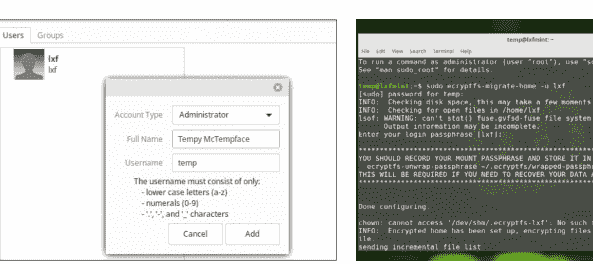 Users Groups
lxf
lxf
Account Type Administrator
Full Name Tempy McTempface
Username temp
The username must consist of only:
- lower case letters (a-z)
- numerals (0-9)
- '.', '-', and '_' characters
Cancel Add
temp@lxfmint: ~
File Edit View Search Terminal Help
To run a command as administrator (user "root"), use "s
See "man sudo_root" for details.
temp@lxfmint:~$ sudo ecryptfs-migrate-home -u lxf
[sudo] password for temp:
INFO: Checking disk space, this may take a few moments
INFO: Checking for open files in /home/lxf
lsof: WARNING: can't stat() fuse.gvfsd-fuse file system
Output information may be incomplete.
Enter your login passphrase [lxf]:
************************************************
YOU SHOULD RECORD YOUR MOUNT PASSPHRASE AND STORE IT IN
ecryptfs-unwrap-passphrase ~/.ecryptfs/wrapped-passph
THIS WILL BE REQUIRED IF YOU NEED TO RECOVER YOUR DATA
************************************************
Done configuring.
chown: cannot access '/dev/shm/.ecryptfs-lxf': No such
INFO: Encrypted home has been set up, encrypting files
ile.
sending incremental file list